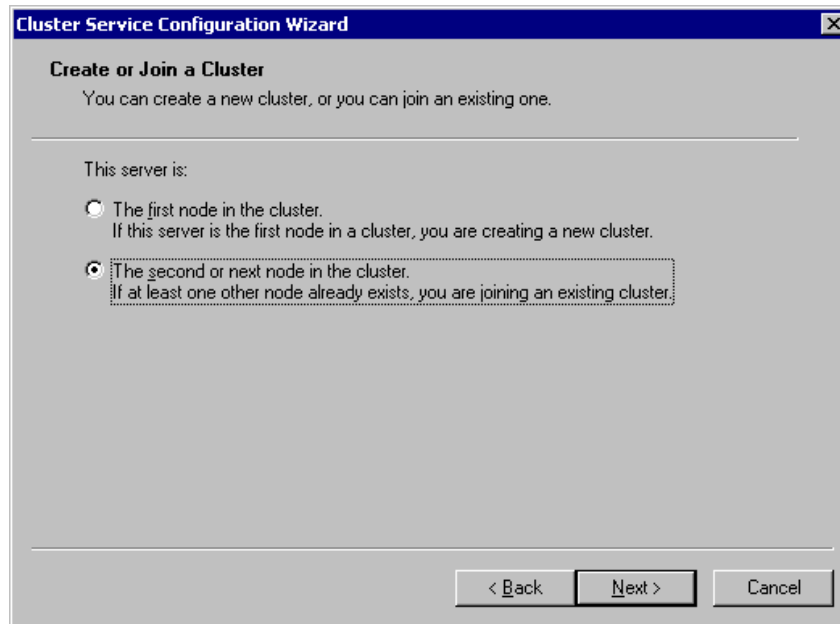 Cluster Service Configuration Wizard
Create or Join a Cluster
You can create a new cluster, or you can join an existing one.
This server is:
The first node in the cluster.
If this server is the first node in a cluster, you are creating a new cluster.
The second or next node in the cluster.
If at least one other node already exists, you are joining an existing cluster.
< Back
Next >
Cancel